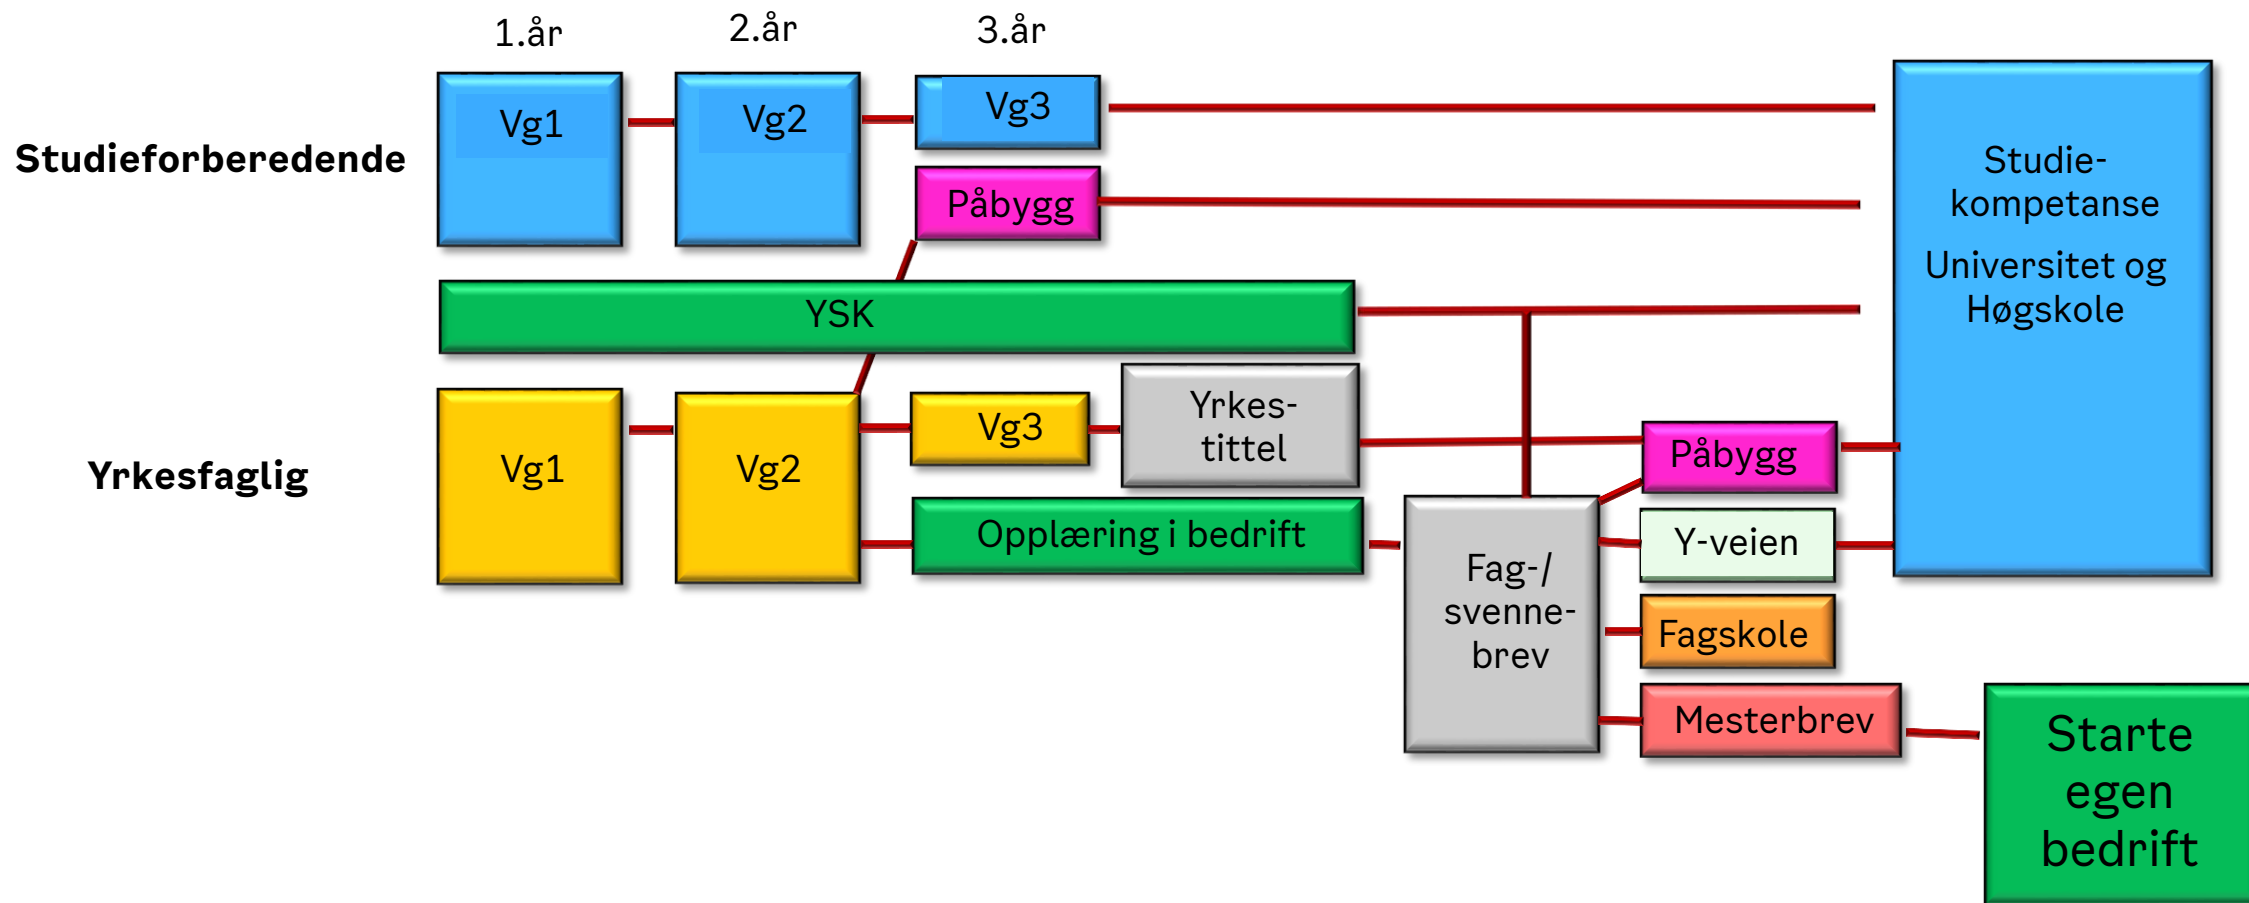 1.år
2.år
3.år
Studieforberedende
Vg1
Vg2
Vg3
Påbygg
YSK
Yrkesfaglig
Vg1
Vg2
Vg3
Yrkes-
tittel
Opplæring i bedrift
Fag-/
svenne-
brev
Påbygg
Y-veien
Fagskole
Mesterbrev
Studie-
kompetanse
Universitet og
Høgskole
Starte
egen
bedrift